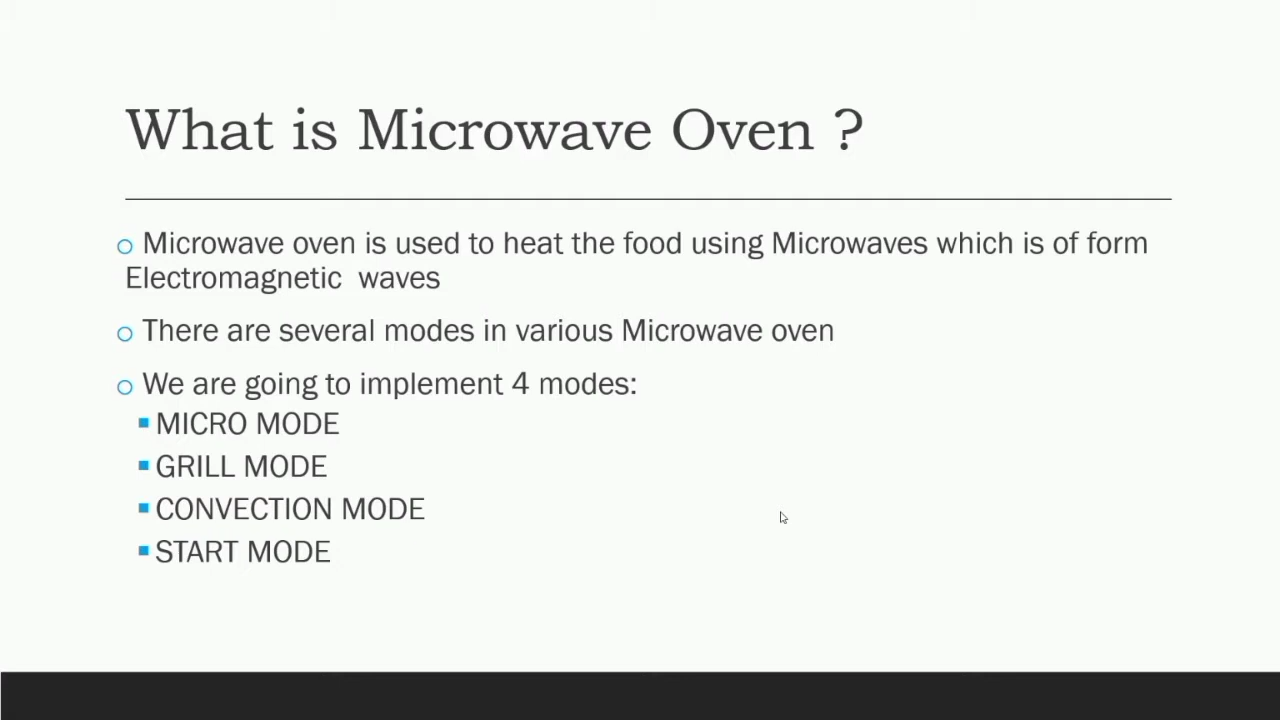 What is Microwave Oven ?
Microwave oven is used to heat the food using Microwaves which is of form
Electromagnetic  waves
There are several modes in various Microwave oven
We are going to implement 4 modes:
MICRO MODE
GRILL MODE
CONVECTION MODE
START MODE